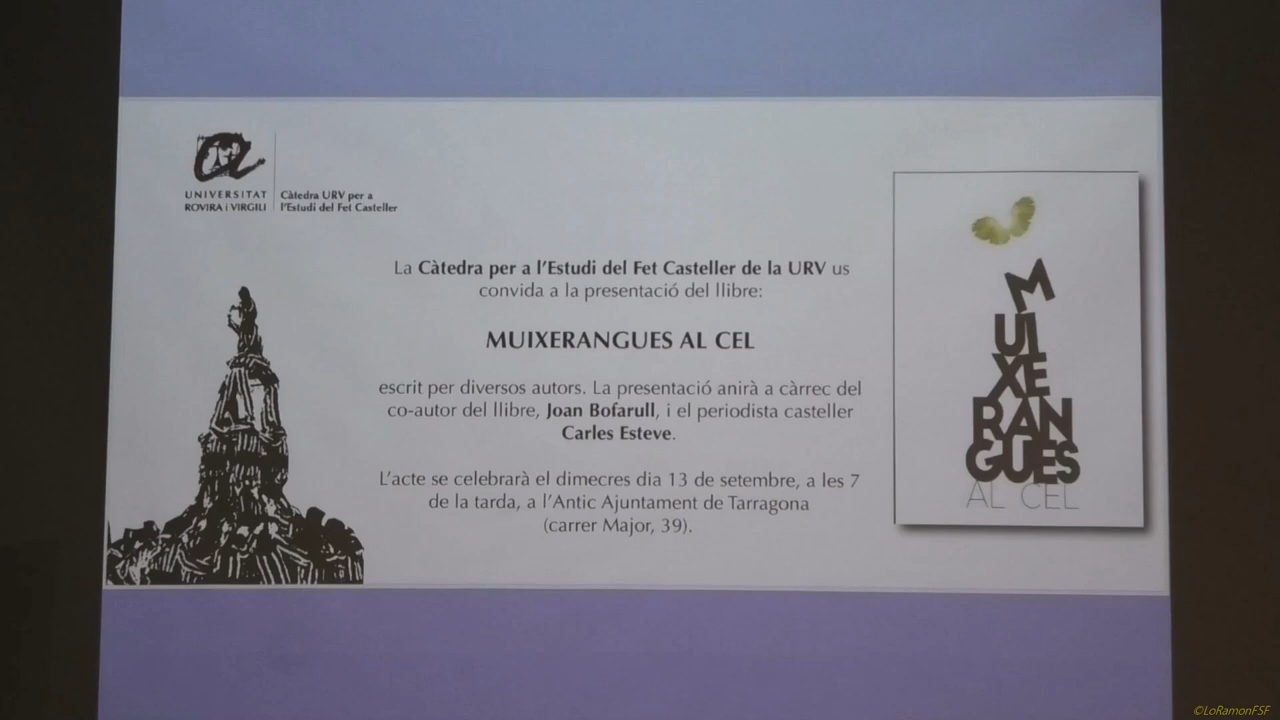 UNIVERSITAT
ROVIRA i VIRGILI
Càtedra URV per a
l'Estudi del Fet Casteller
La Càtedra per a l'Estudi del Fet Casteller de la URV us
convida a la presentació del llibre:
MUIXERANGUES AL CEL
escrit per diversos autors. La presentació anirà a càrrec del
co-autor del llibre, Joan Bofarull, i el periodista casteller
Carles Esteve.
L'acte se celebrarà el dimecres dia 13 de setembre, a les 7
de la tarda, a l'Antic Ajuntament de Tarragona
(carrer Major, 39).
M
UI
XE
RAN
GUES
AL CEL
©LoRamonFSF